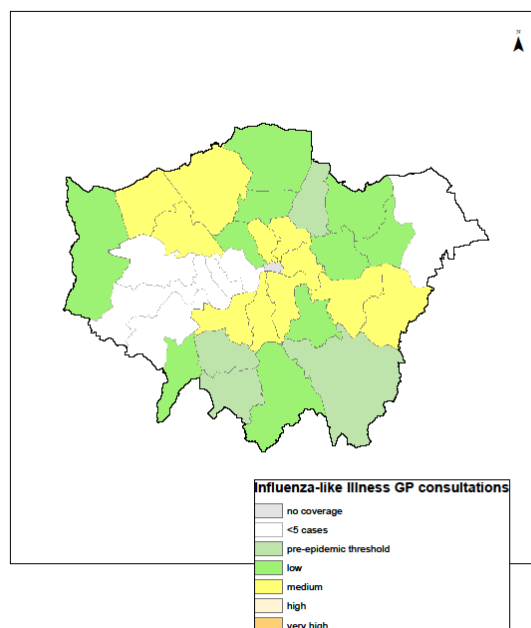 N
Influenza-like Illness GP consultations
no coverage
<5 cases
pre-epidemic threshold
low
medium
high
very high